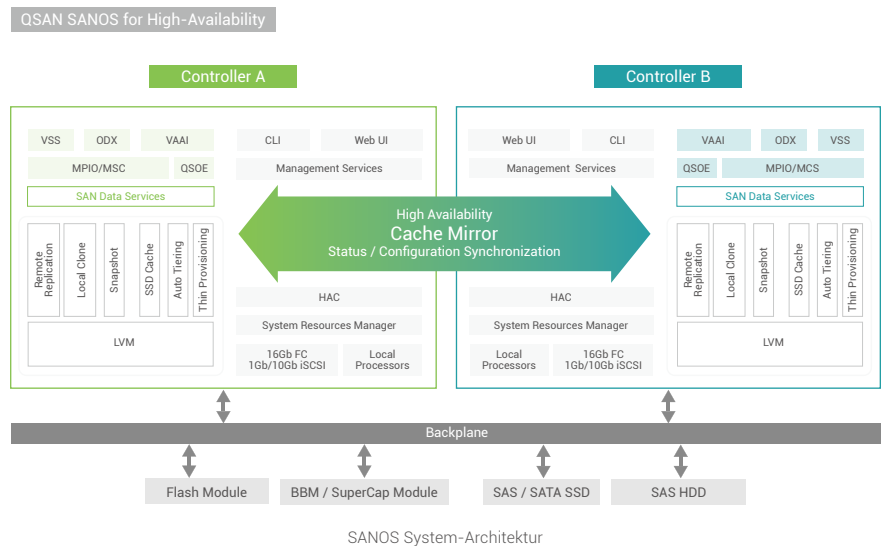 QSAN SANOS for High-Availability
Controller A
Controller B
VSS
ODX
VAAI
MPIO/MSC
QSOE
SAN Data Services
Remote
Replication
Local Clone
Snapshot
SSD Cache
Auto Tiering
Thin Provisioning
LVM
CLI
Web UI
Management Services
HAC
System Resources Manager
16Gb FC
1Gb/10Gb iSCSI
Local
Processors
High Availability
Cache Mirror
Status / Configuration Synchronization
Web UI
CLI
Management Services
HAC
System Resources Manager
Local
Processors
16Gb FC
1Gb/10Gb iSCSI
VAAI
ODX
VSS
QSOE
MPIO/MCS
SAN Data Services
Remote
Replication
Local Clone
Snapshot
SSD Cache
Auto Tiering
Thin Provisioning
LVM
Backplane
Flash Module
BBM / SuperCap Module
SAS / SATA SSD
SAS HDD
SANOS System-Architektur